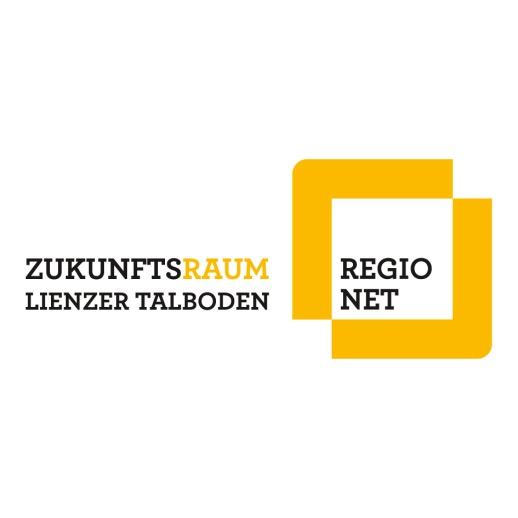 ZUKUNFTSRAUM
LIENZER TALBODEN
REGIO
NET